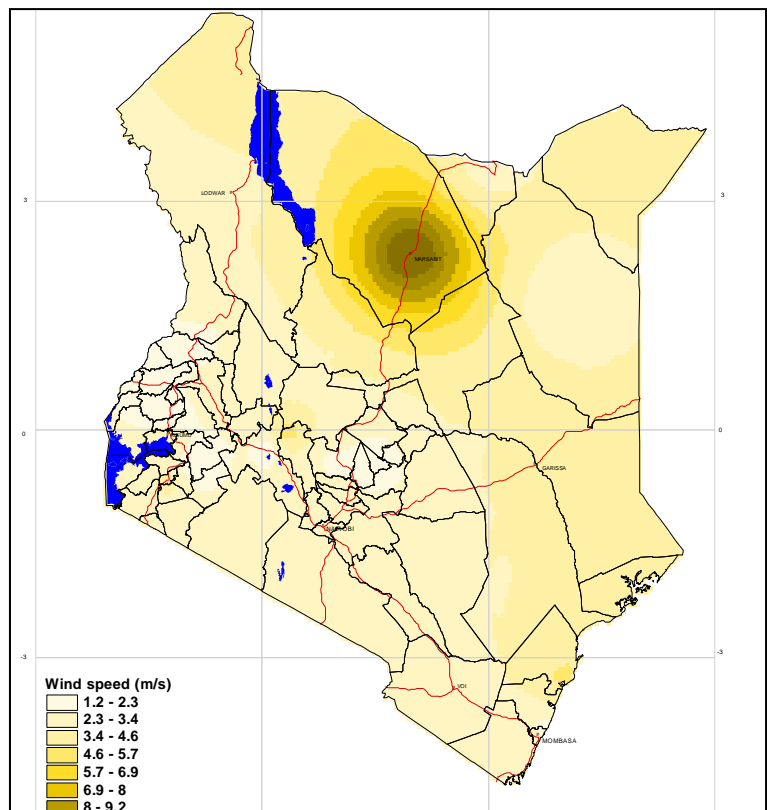 3
3
LODWAR
MARSABIT
0
0
GARISSA
NAIROBI
-3
-3
Wind speed (m/s)
1.2 - 2.3
2.3 - 3.4
3.4 - 4.6
4.6 - 5.7
5.7 - 6.9
6.9 - 8
8 - 9.2
VOI
MOMBASA